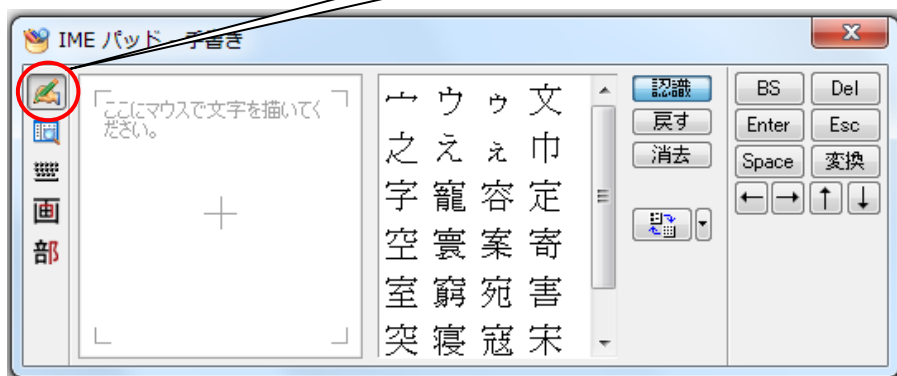 IME パッド - 手書き
ここにマウスで文字を描いてく
ださい。
画
部
亠 ウ ゥ 文
之 え ぇ 巾
字 寵 容 定
空 寰 案 寄
室 窮 宛 害
突 寝 寇 宋
認識
戻す
消去
BS Del
Enter Esc
Space 変換
← → ↑ ↓